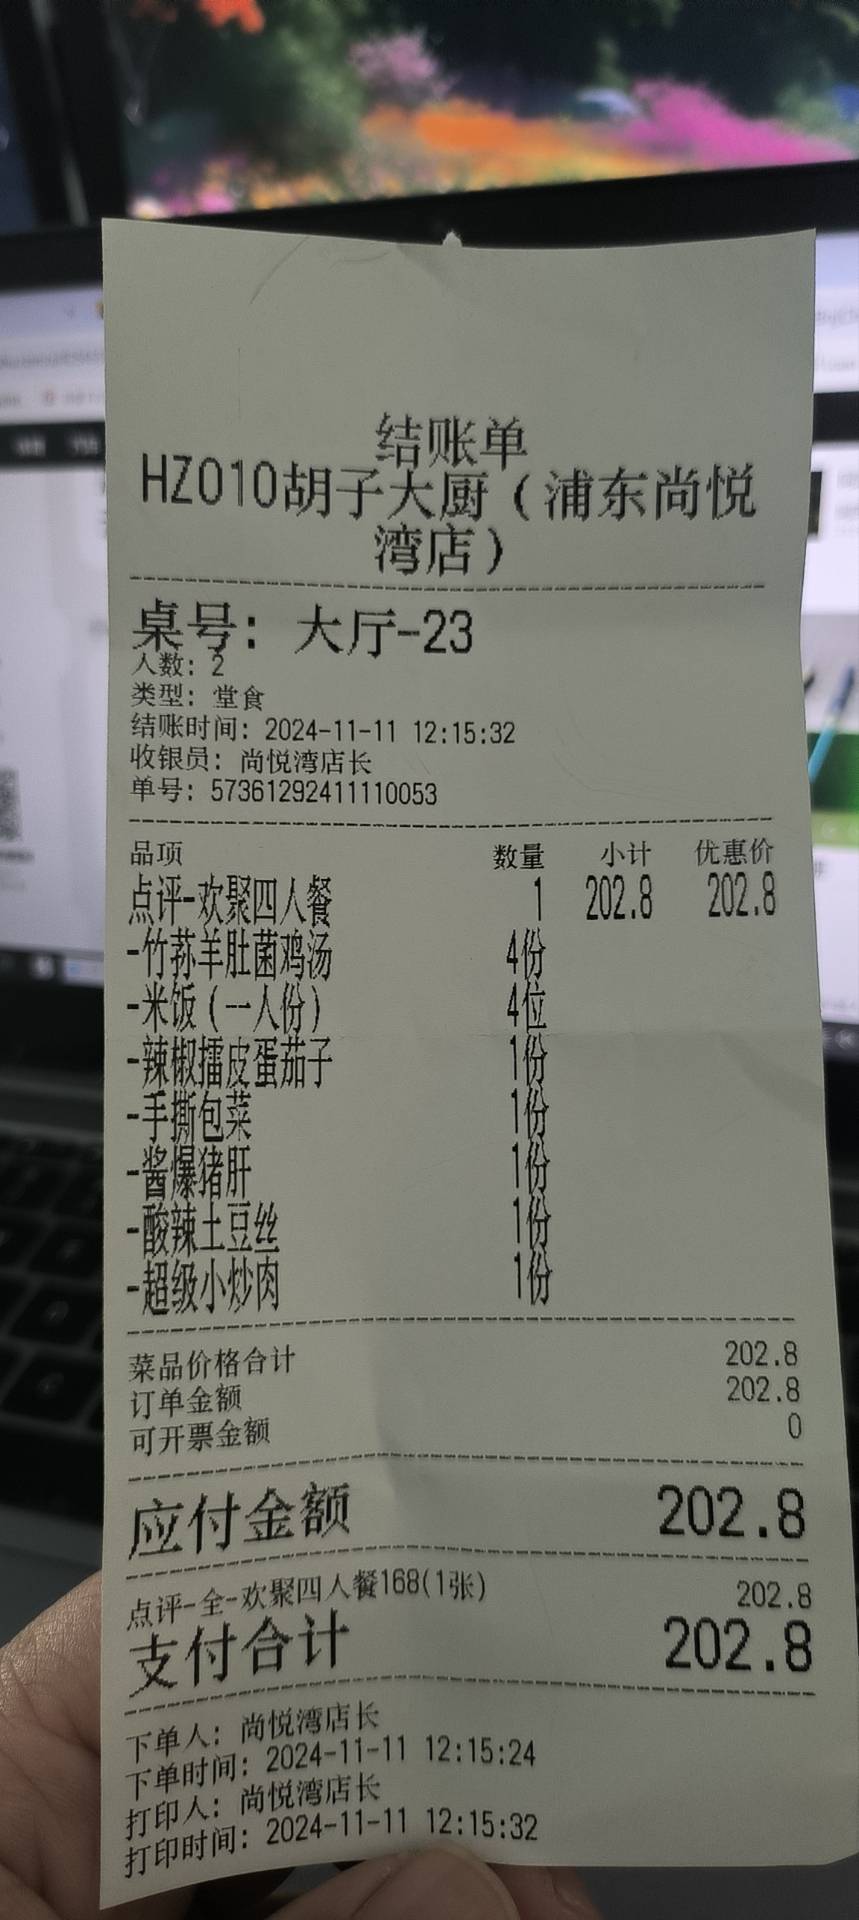 结账单
HZ010胡子大厨（浦东尚悦
湾店）
桌号：大厅-23
人数：2
类型：堂食
结账时间：2024-11-11 12:15:32
收银员：尚悦湾店长
单号：57361292411110053
品项 数量 小计 优惠价
点评-欢聚四人餐 1 202.8 202.8
-竹荪羊肚菌鸡汤 4份
-米饭（一人份） 4位
-辣椒擂皮蛋茄子 1份
-手撕包菜 1份
-酱爆猪肝 1份
-酸辣土豆丝 1份
-超级小炒肉 1份
菜品价格合计 202.8
订单金额 202.8
可开票金额 0
应付金额 202.8
点评-全-欢聚四人餐168(1张) 202.8
支付合计 202.8
下单人：尚悦湾店长
下单时间：2024-11-11 12:15:24
打印人：尚悦湾店长
打印时间：2024-11-11 12:15:32